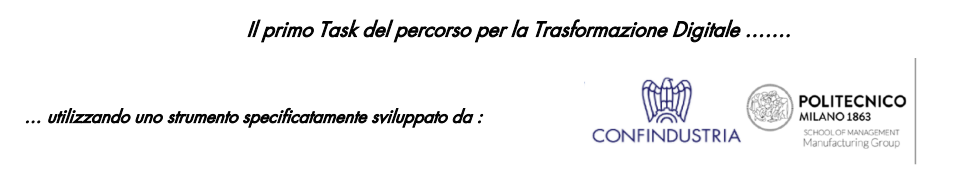 Il primo Task del percorso per la Trasformazione Digitale .......
... utilizzando uno strumento specificatamente sviluppato da :
CONFINDUSTRIA
POLITECNICO
MILANO 1863
SCHOOL OF MANAGEMENT
Manufacturing Group